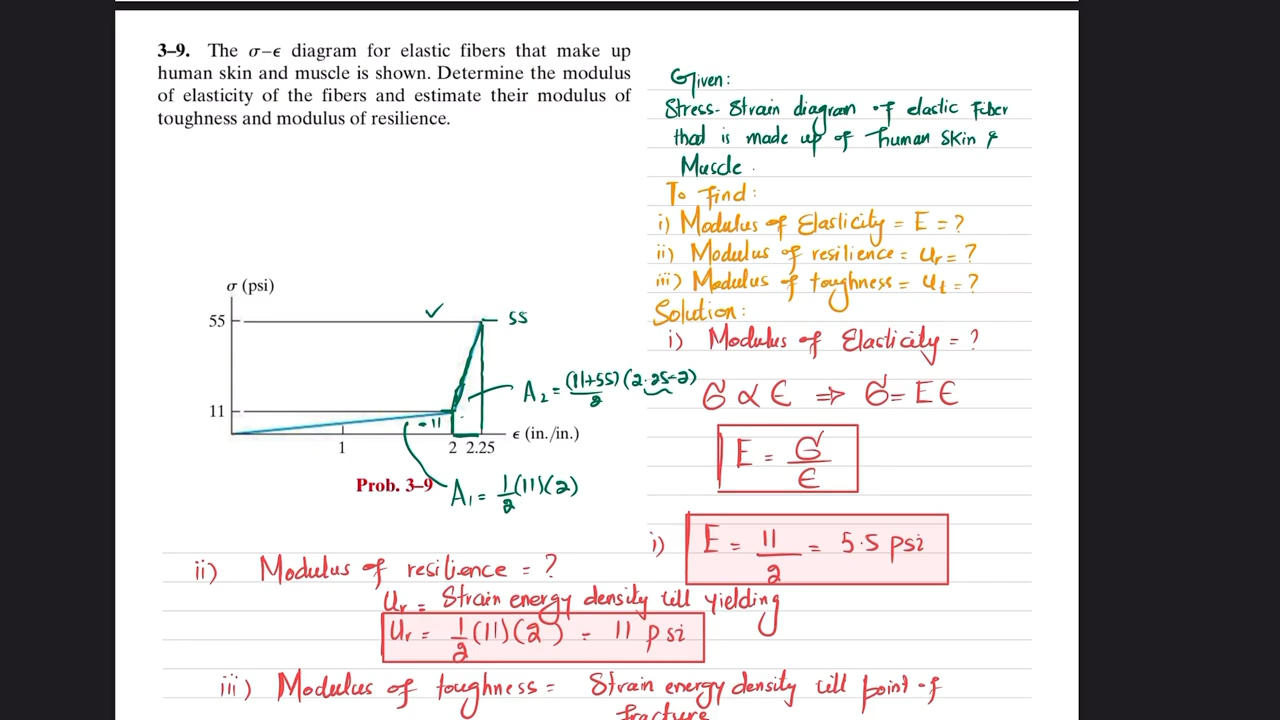 3–9. The σ–ϵ diagram for elastic fibers that make up
human skin and muscle is shown. Determine the modulus
of elasticity of the fibers and estimate their modulus of
toughness and modulus of resilience.
σ (psi)
55
11
1
2 2.25
ϵ (in./in.)
Prob. 3–9
✓
55
= 11
A₂ = (11+55)(2.25-2)/2
A₁ = 1/2 (11)(2)
Given:
Stress-Strain diagram of elastic Fiber
that is made up of human Skin &
Muscle.
To Find:
i) Modulus of Elasticity = E = ?
ii) Modulus of resilience = ur = ?
iii) Modulus of toughness = ut = ?
Solution:
i) Modulus of Elasticity = ?
σ ∝ ϵ ⇒ σ = Eϵ
E = σ/ϵ
i) E = 11/2 = 5.5 psi
ii) Modulus of resilience = ?
ur = Strain energy density till yielding
ur = 1/2 (11)(2) = 11 psi
iii) Modulus of toughness = Strain energy density till point of
fracture